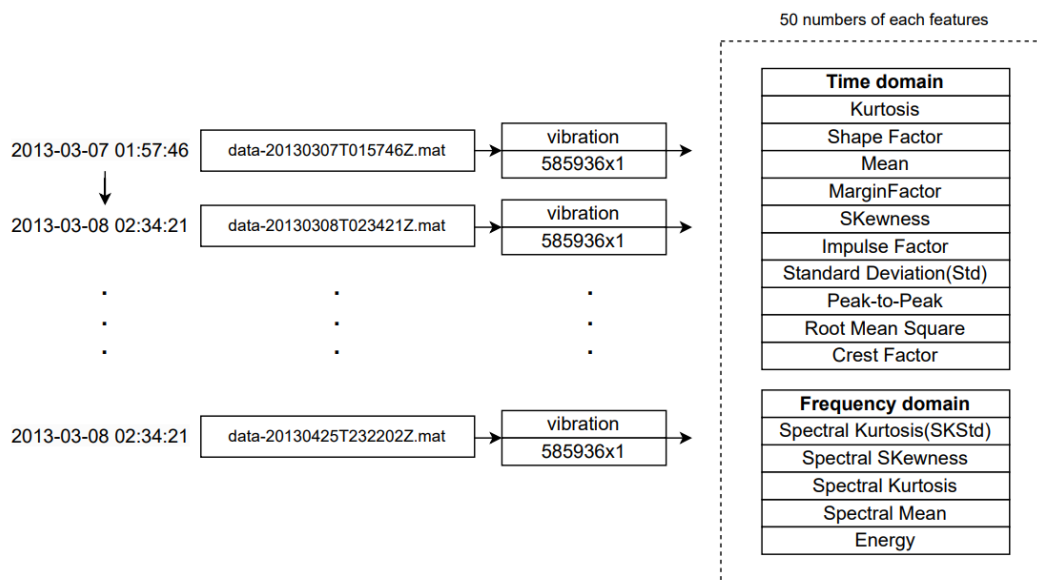 50 numbers of each features
2013-03-07 01:57:46
data-20130307T015746Z.mat
vibration
585936x1
2013-03-08 02:34:21
data-20130308T023421Z.mat
vibration
585936x1
2013-03-08 02:34:21
data-20130425T232202Z.mat
vibration
585936x1
Time domain
Kurtosis
Shape Factor
Mean
MarginFactor
SKewness
Impulse Factor
Standard Deviation(Std)
Peak-to-Peak
Root Mean Square
Crest Factor
Frequency domain
Spectral Kurtosis(SKStd)
Spectral SKewness
Spectral Kurtosis
Spectral Mean
Energy